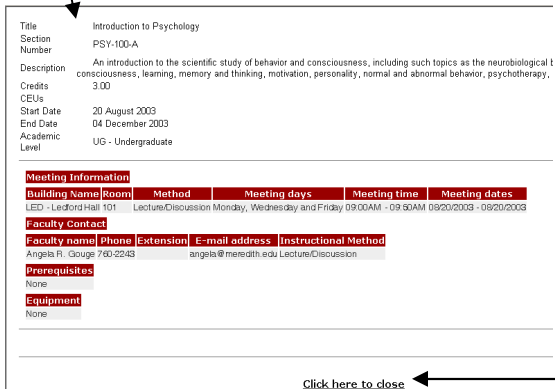 Title Introduction to Psychology
Section Number PSY-100-A
Description An introduction to the scientific study of behavior and consciousness, including such topics as the neurobiological b
consciousness, learning, memory and thinking, motivation, personality, normal and abnormal behavior, psychotherapy,
Credits 3.00
CEUs
Start Date 20 August 2003
End Date 04 December 2003
Academic Level UG - Undergraduate
Meeting Information
Building Name Room Method Meeting days Meeting time Meeting dates
LED - Ledford Hall 101 Lecture/Discussion Monday, Wednesday and Friday 09:00AM - 09:50AM 08/20/2003 - 08/20/2003
Faculty Contact
Faculty name Phone Extension E-mail address Instructional Method
Angela R. Gouge 760-2243 angela@meredith.edu Lecture/Discussion
Prerequisites
None
Equipment
None
Click here to close